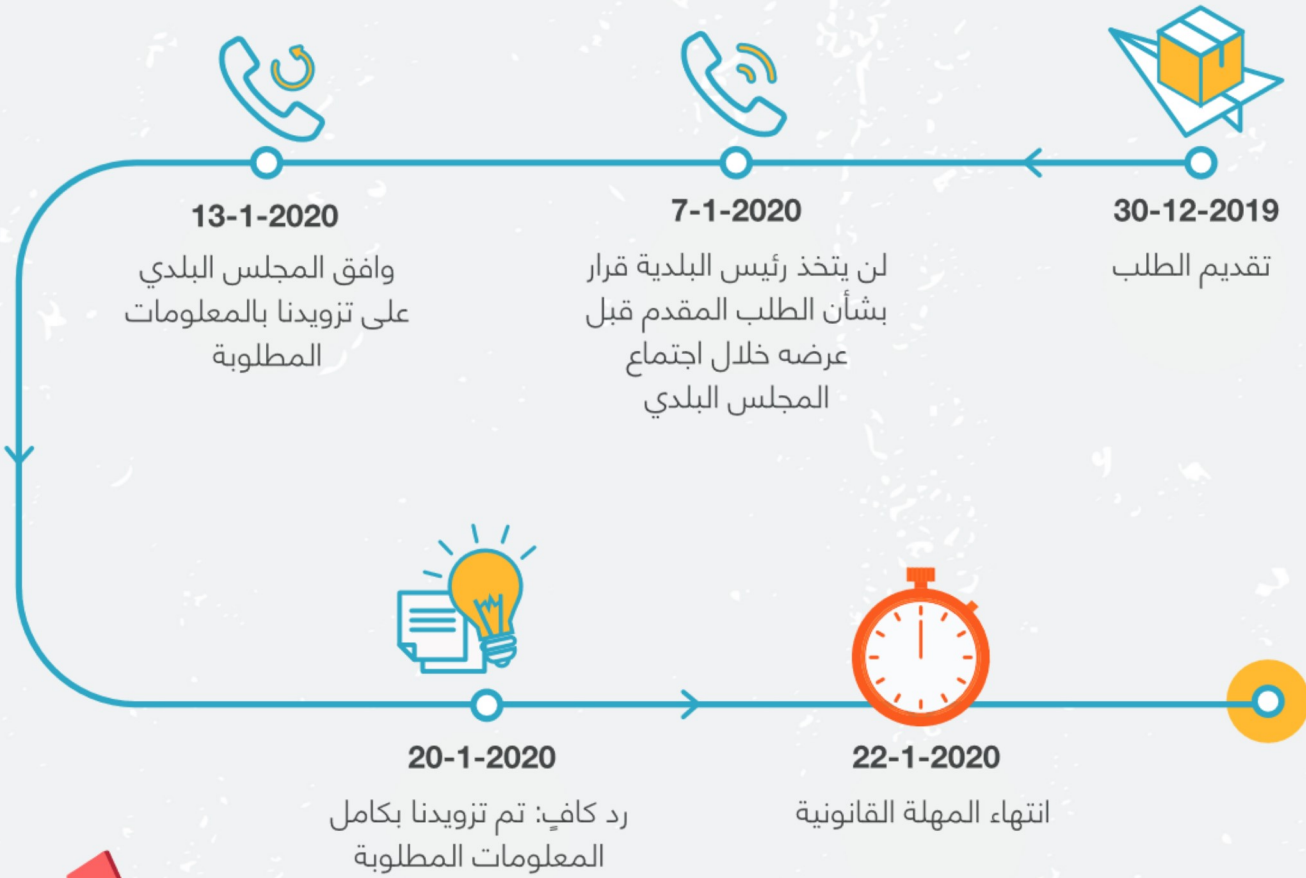 30-12-2019
تقديم الطلب
7-1-2020
لن يتخذ رئيس البلدية قرار
بشأن الطلب المقدم قبل
عرضه خلال اجتماع
المجلس البلدي
13-1-2020
وافق المجلس البلدي
على تزويدنا بالمعلومات
المطلوبة
20-1-2020
رد كافٍ: تم تزويدنا بكامل
المعلومات المطلوبة
22-1-2020
انتهاء المهلة القانونية